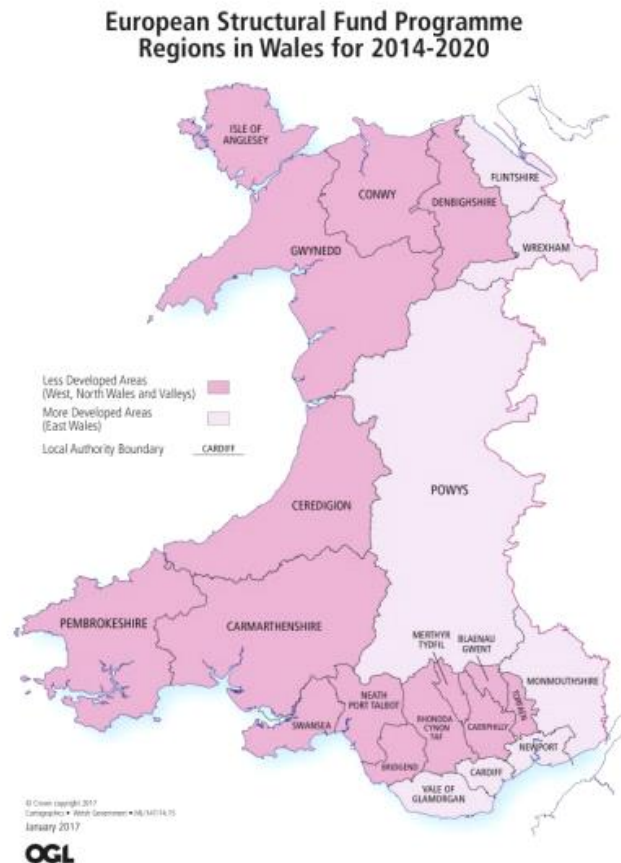 European Structural Fund Programme
Regions in Wales for 2014-2020
ISLE OF
ANGLESEY
CONWY
DENBIGHSHIRE
FLINTSHIRE
WREXHAM
GWYNEDD
Less Developed Areas
(West, North Wales and Valleys)
More Developed Areas
(East Wales)
Local Authority Boundary CARDIFF
POWYS
CEREDIGION
PEMBROKESHIRE
CARMARTHENSHIRE
MERTHYR
TYDFIL
BLAENAU
GWENT
MONMOUTHSHIRE
NEATH
PORT TALBOT
SWANSEA
RHONDDA
CYNON
TAF
CAERPHILLY
TORFAEN
NEWPORT
BRIDGEND
CARDIFF
VALE OF
GLAMORGAN
© Crown copyright 2017
Cartographics • Welsh Government
January 2017
OGL